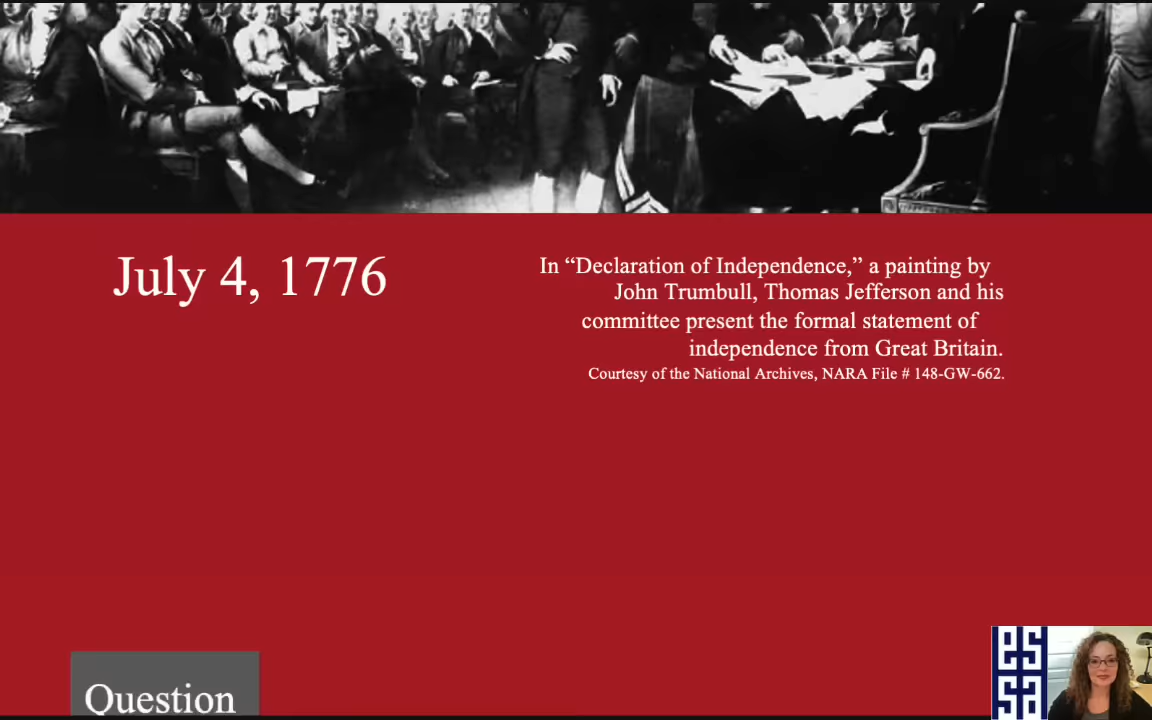 July 4, 1776
In “Declaration of Independence,” a painting by
John Trumbull, Thomas Jefferson and his
committee present the formal statement of
independence from Great Britain.
Courtesy of the National Archives, NARA File # 148-GW-662.
Question